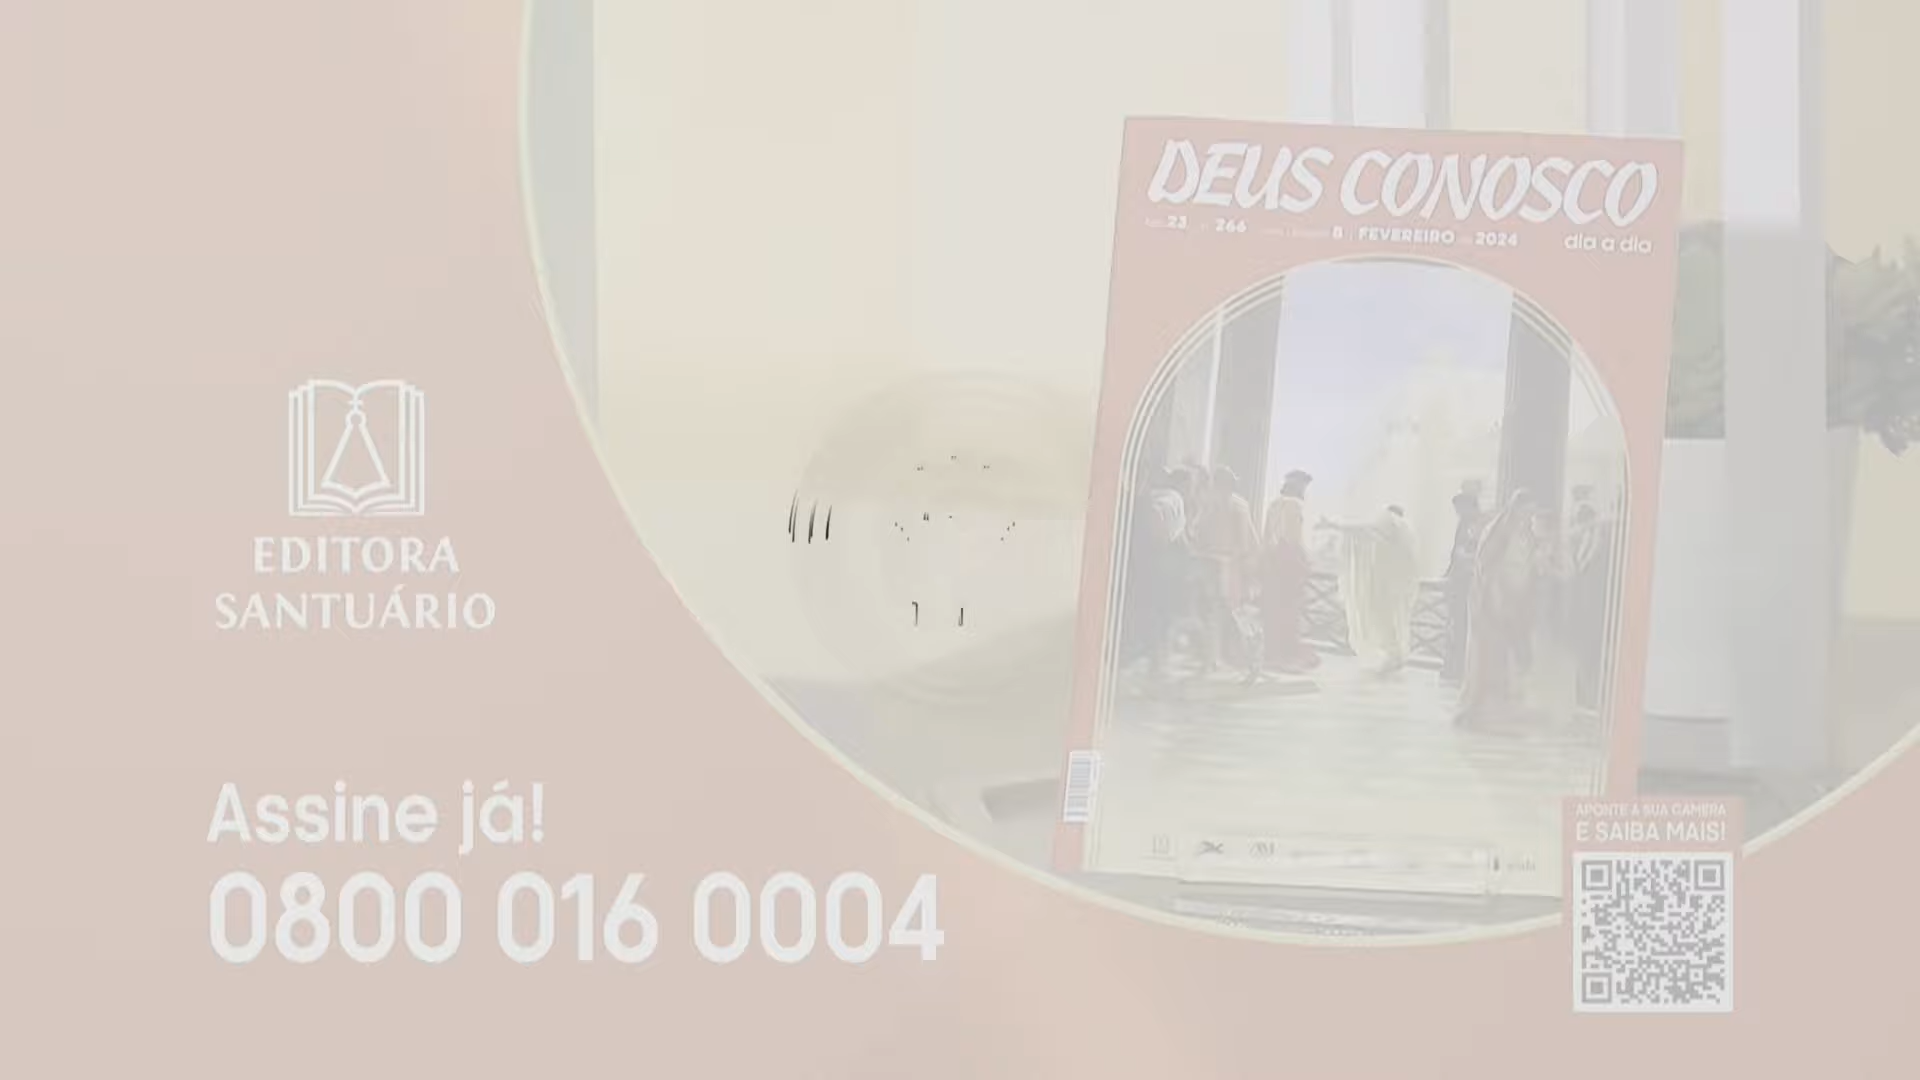 DEUS CONOSCO
23 266 8 FEVEREIRO 2024 dia a dia
EDITORA
SANTUÁRIO
Assine já!
0800 016 0004
APONTE A SUA CAMERA
E SAIBA MAIS!